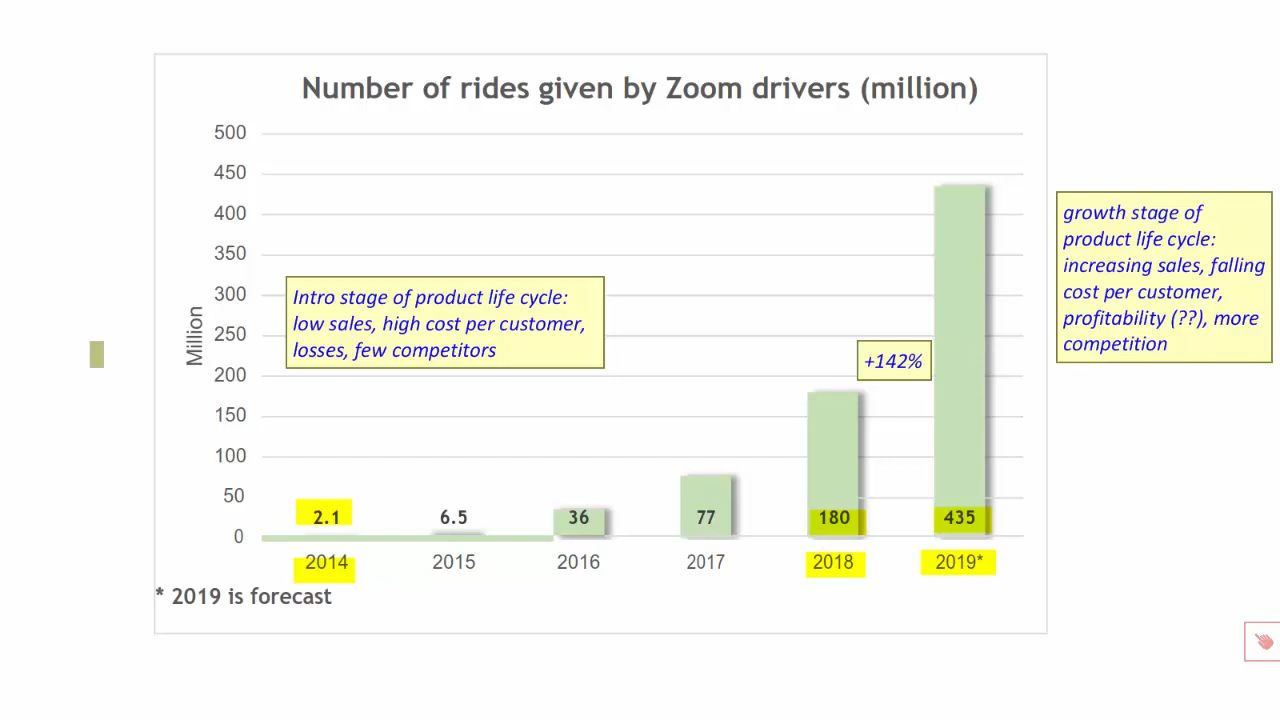 Number of rides given by Zoom drivers (million)
500
450
400
350
300
250
200
150
100
50
0
Million
Intro stage of product life cycle:
low sales, high cost per customer,
losses, few competitors
+142%
growth stage of
product life cycle:
increasing sales, falling
cost per customer,
profitability (??), more
competition
2.1 6.5 36 77 180 435
2014 2015 2016 2017 2018 2019*
* 2019 is forecast